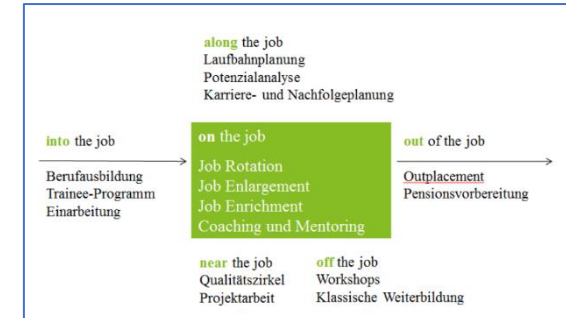 along the job
Laufbahnplanung
Potenzialanalyse
Karriere- und Nachfolgeplanung
into the job
Berufausbildung
Trainee-Programm
Einarbeitung
on the job
Job Rotation
Job Enlargement
Job Enrichment
Coaching und Mentoring
out of the job
Outplacement
Pensionsvorbereitung
near the job
Qualitätszirkel
Projektarbeit
off the job
Workshops
Klassische Weiterbildung